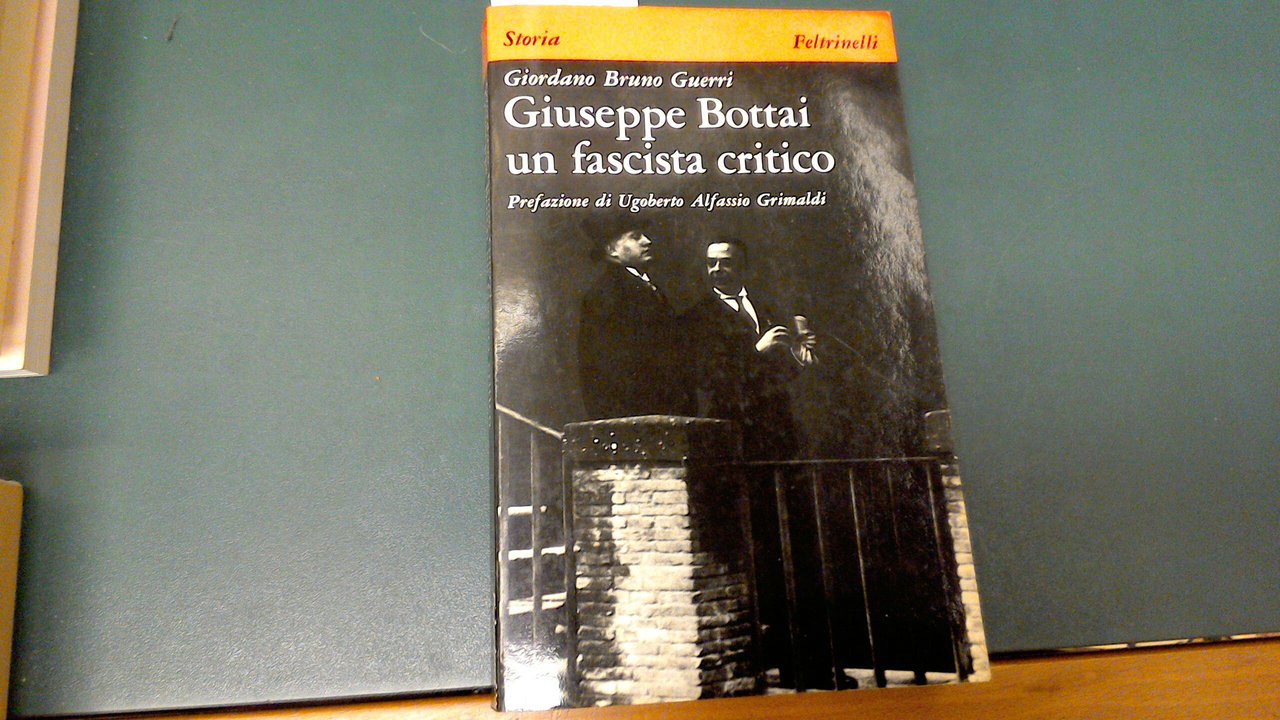 Storia Feltrinelli
Giordano Bruno Guerri
Giuseppe Bottai
un fascista critico
Prefazione di Ugoberto Alfassio Grimaldi